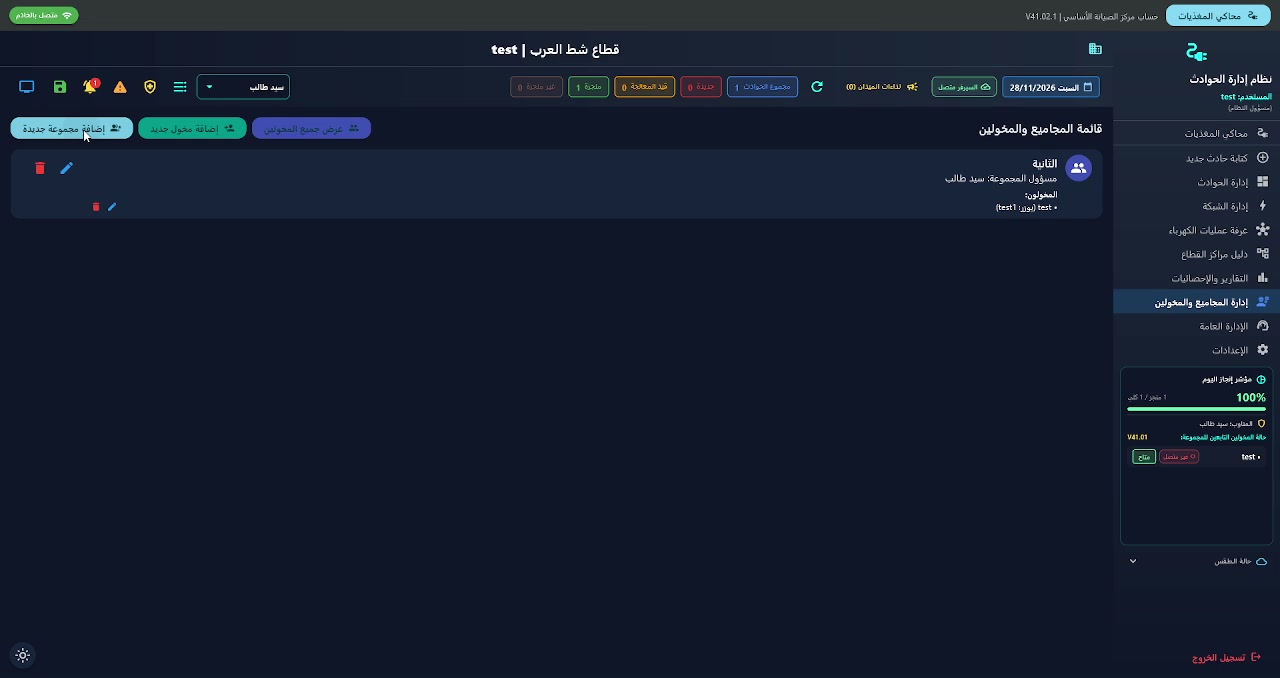 محاكي المغذيات
حساب مركز الصيانة الأساسي | V41.02.1
متصل بالخادم
نظام إدارة الحوادث
المستخدم: test
(مسؤول النظام)
محاكي المغذيات
كتابة حادث جديد
إدارة الحوادث
إدارة الشبكة
غرفة عمليات الكهرباء
دليل مراكز القطاع
التقارير والإحصائيات
إدارة المجاميع والمخولين
الإدارة العامة
الإعدادات
مؤشر إنجاز اليوم
100%
1 منجز / 1 كلي
المناوب: سيد طالب
حالة المخولين التابعين للمجموعة:
V41.01
• test
غير متصل
متاح
حالة الطقس
تسجيل الخروج
قطاع شط العرب | test
السبت 28/11/2026
السيرفر متصل
نداءات الميدان (0)
مجموع الحوادث 1
جديدة 0
قيد المعالجة 0
منجزة 1
غير منجزة 0
سيد طالب
1
قائمة المجاميع والمخولين
عرض جميع المخولين
إضافة مخول جديد
إضافة مجموعة جديدة
الثانية
مسؤول المجموعة: سيد طالب
المخولون:
• test (يوزر: test1)